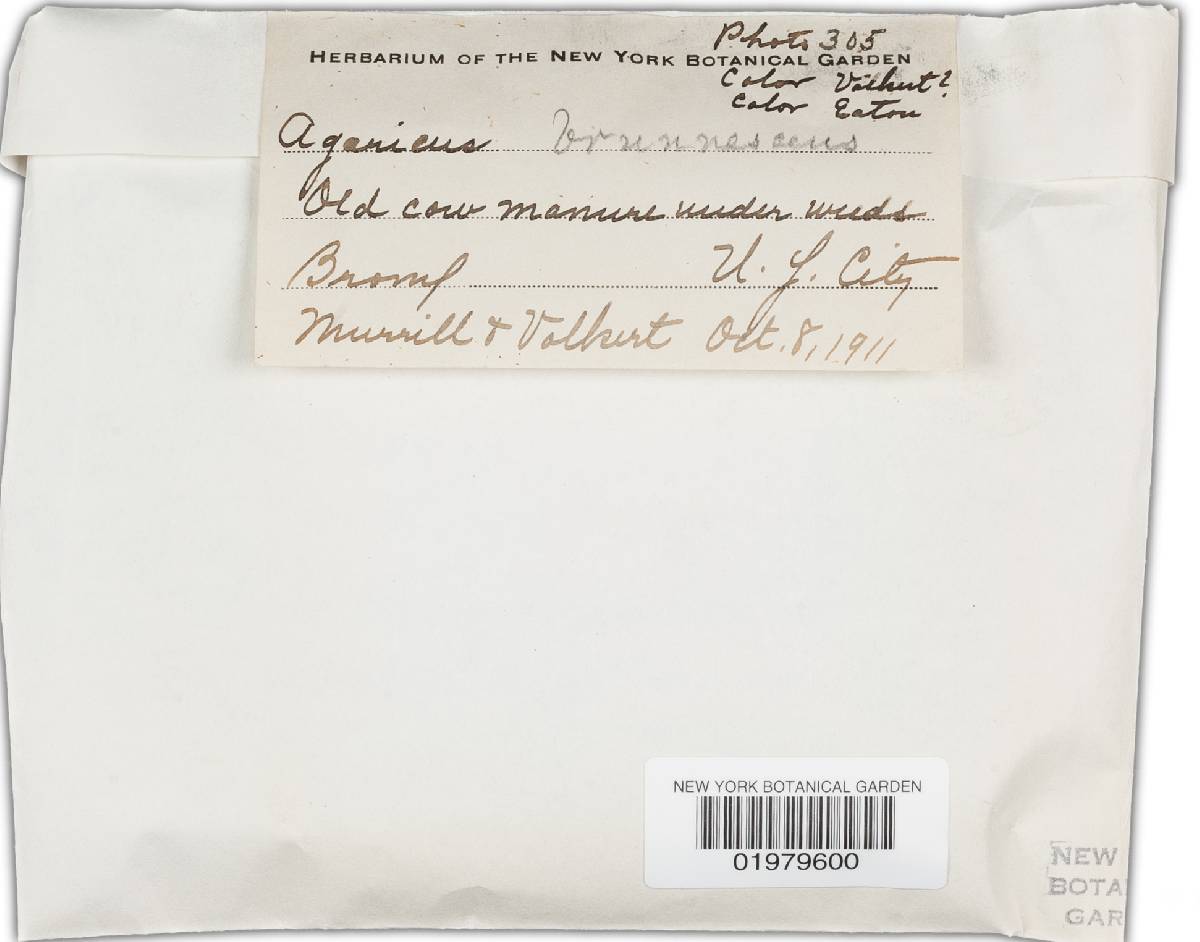 Photo 305
HERBARIUM OF THE NEW YORK BOTANICAL GARDEN
Color Volkert?
Color Eaton
Agaricus brunnescens
Old cow manure under weeds
Bronx N. Y. City
Murrill & Volkert Oct. 8, 1911
NEW YORK BOTANICAL GARDEN
01979600
NEW
BOTA
GAR